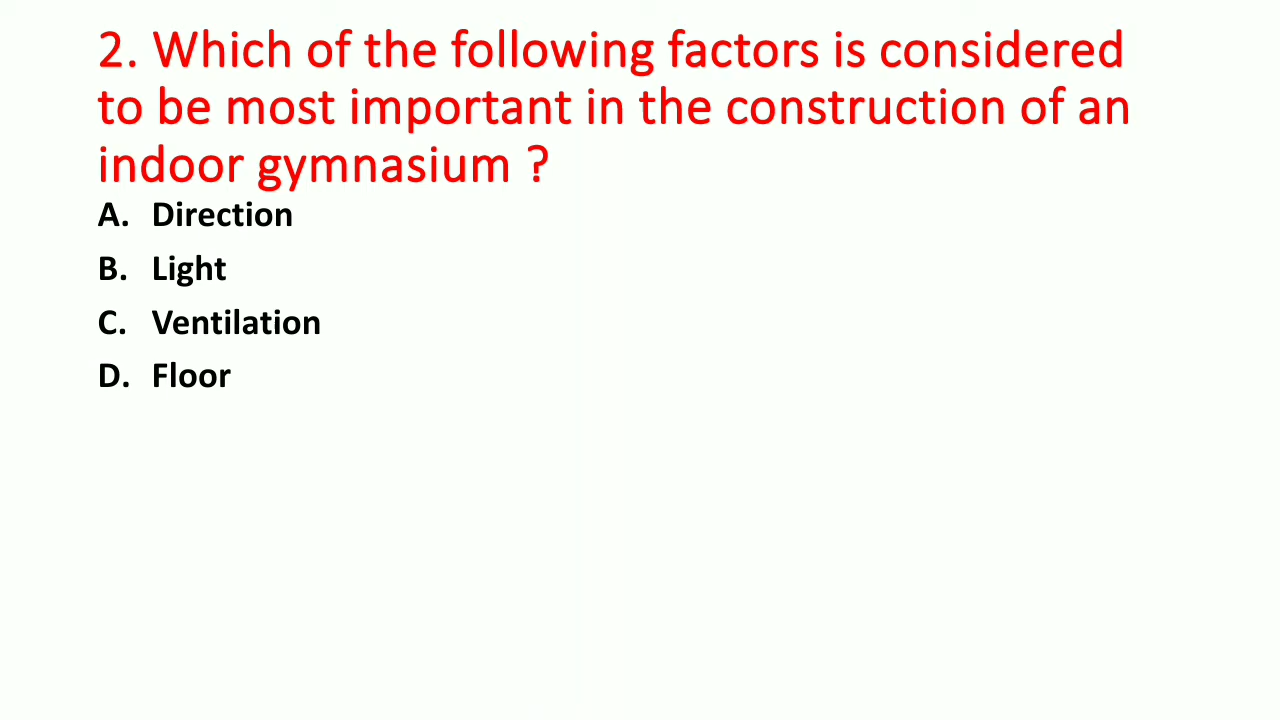 2. Which of the following factors is considered
to be most important in the construction of an
indoor gymnasium ?
A. Direction
B. Light
C. Ventilation
D. Floor